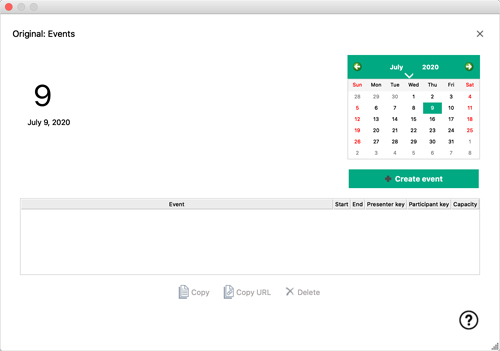 Original: Events
9
July 9, 2020
July 2020
Sun Mon Tue Wed Thu Fri Sat
28 29 30 1 2 3 4
5 6 7 8 9 10 11
12 13 14 15 16 17 18
19 20 21 22 23 24 25
26 27 28 29 30 31 1
2 3 4 5 6 7 8
Create event
Event Start End Presenter key Participant key Capacity
Copy Copy URL Delete
?